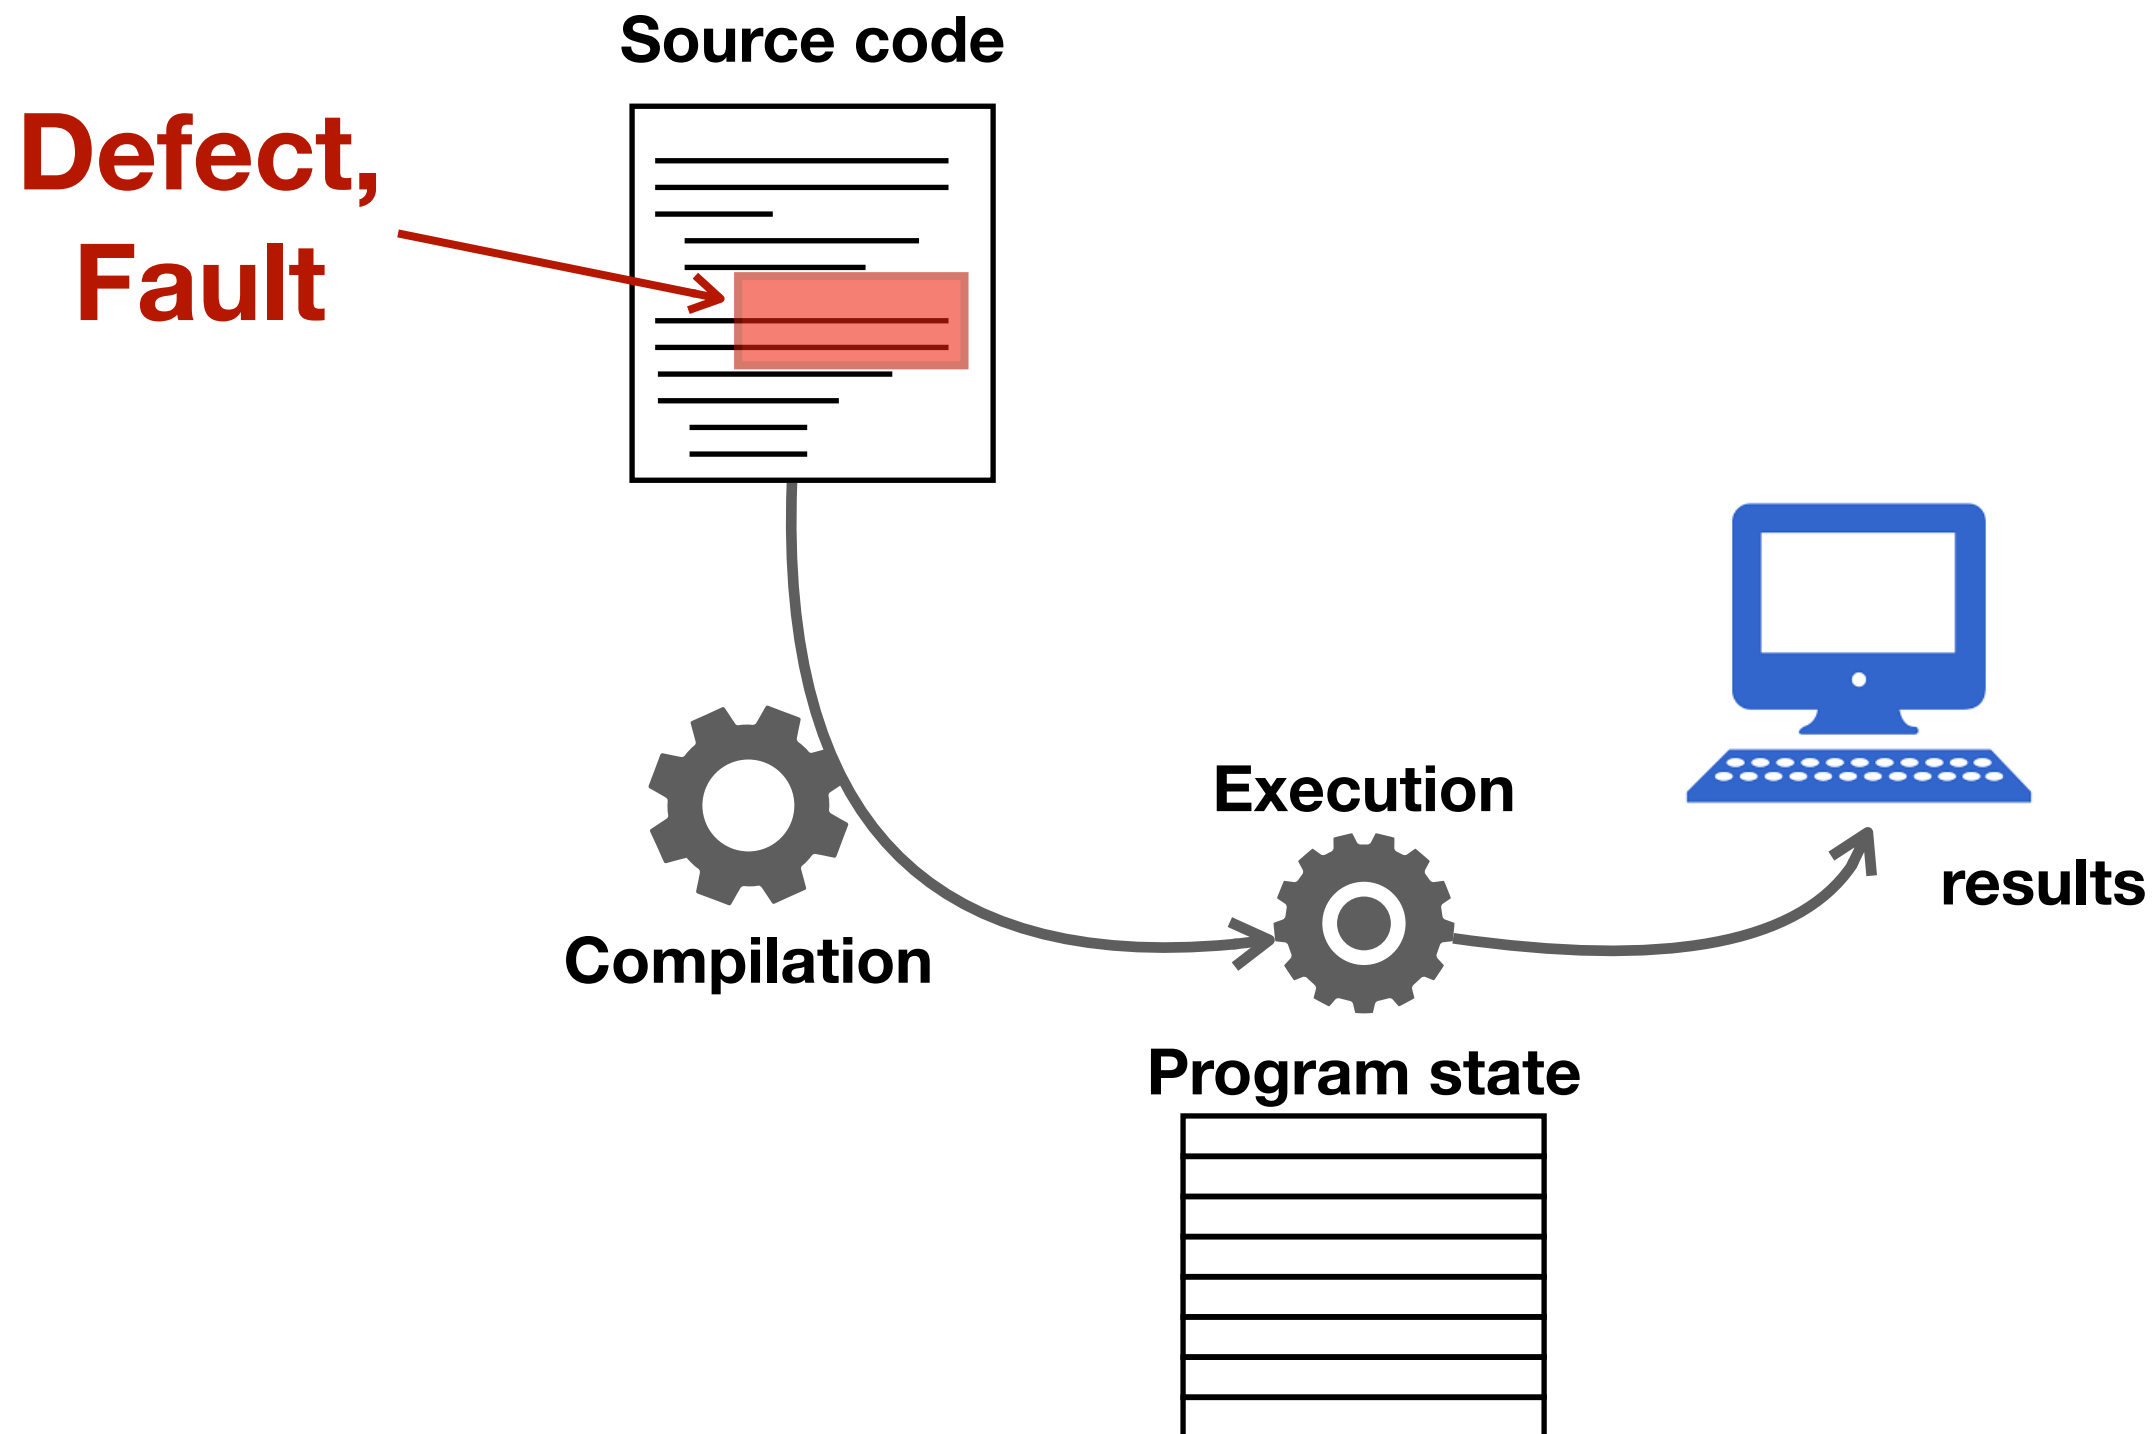 Source code
Defect,
Fault
Execution
results
Compilation
Program state